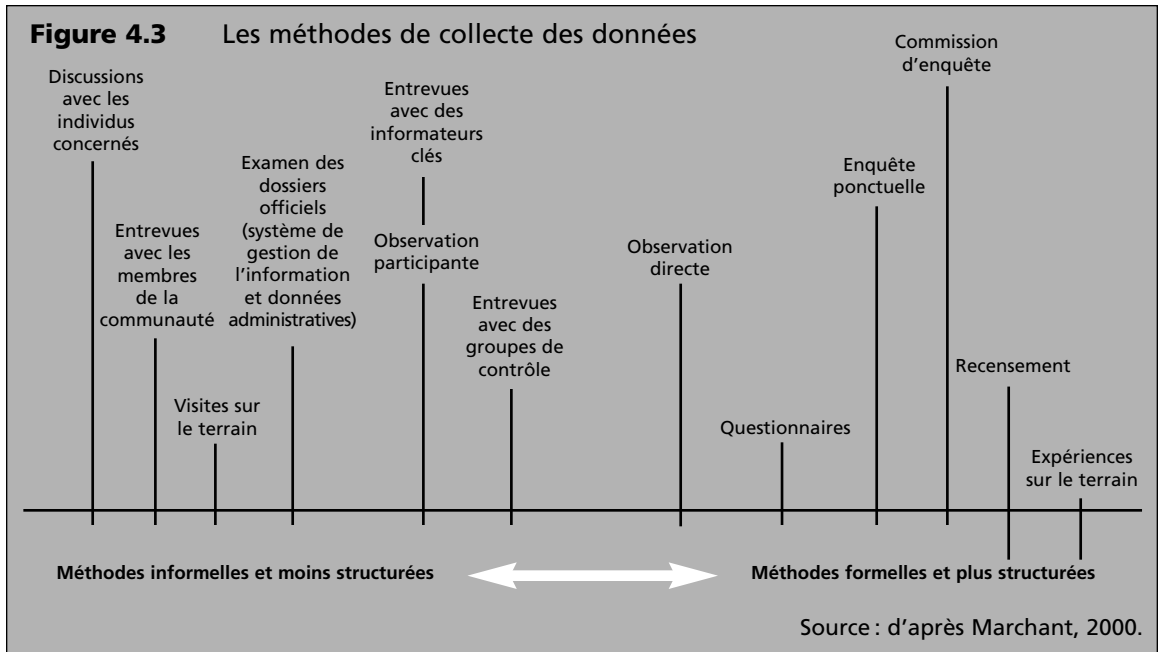 Figure 4.3 Les méthodes de collecte des données
Discussions
avec les
individus
concernés
Entrevues
avec les
membres
de la
communauté
Visites sur
le terrain
Examen des
dossiers
officiels
(système de
gestion de
l'information
et données
administratives)
Entrevues
avec des
informateurs
clés
Observation
participante
Entrevues
avec des
groupes de
contrôle
Observation
directe
Questionnaires
Enquête
ponctuelle
Commission
d'enquête
Recensement
Expériences
sur le terrain
Méthodes informelles et moins structurées
Méthodes formelles et plus structurées
Source : d'après Marchant, 2000.